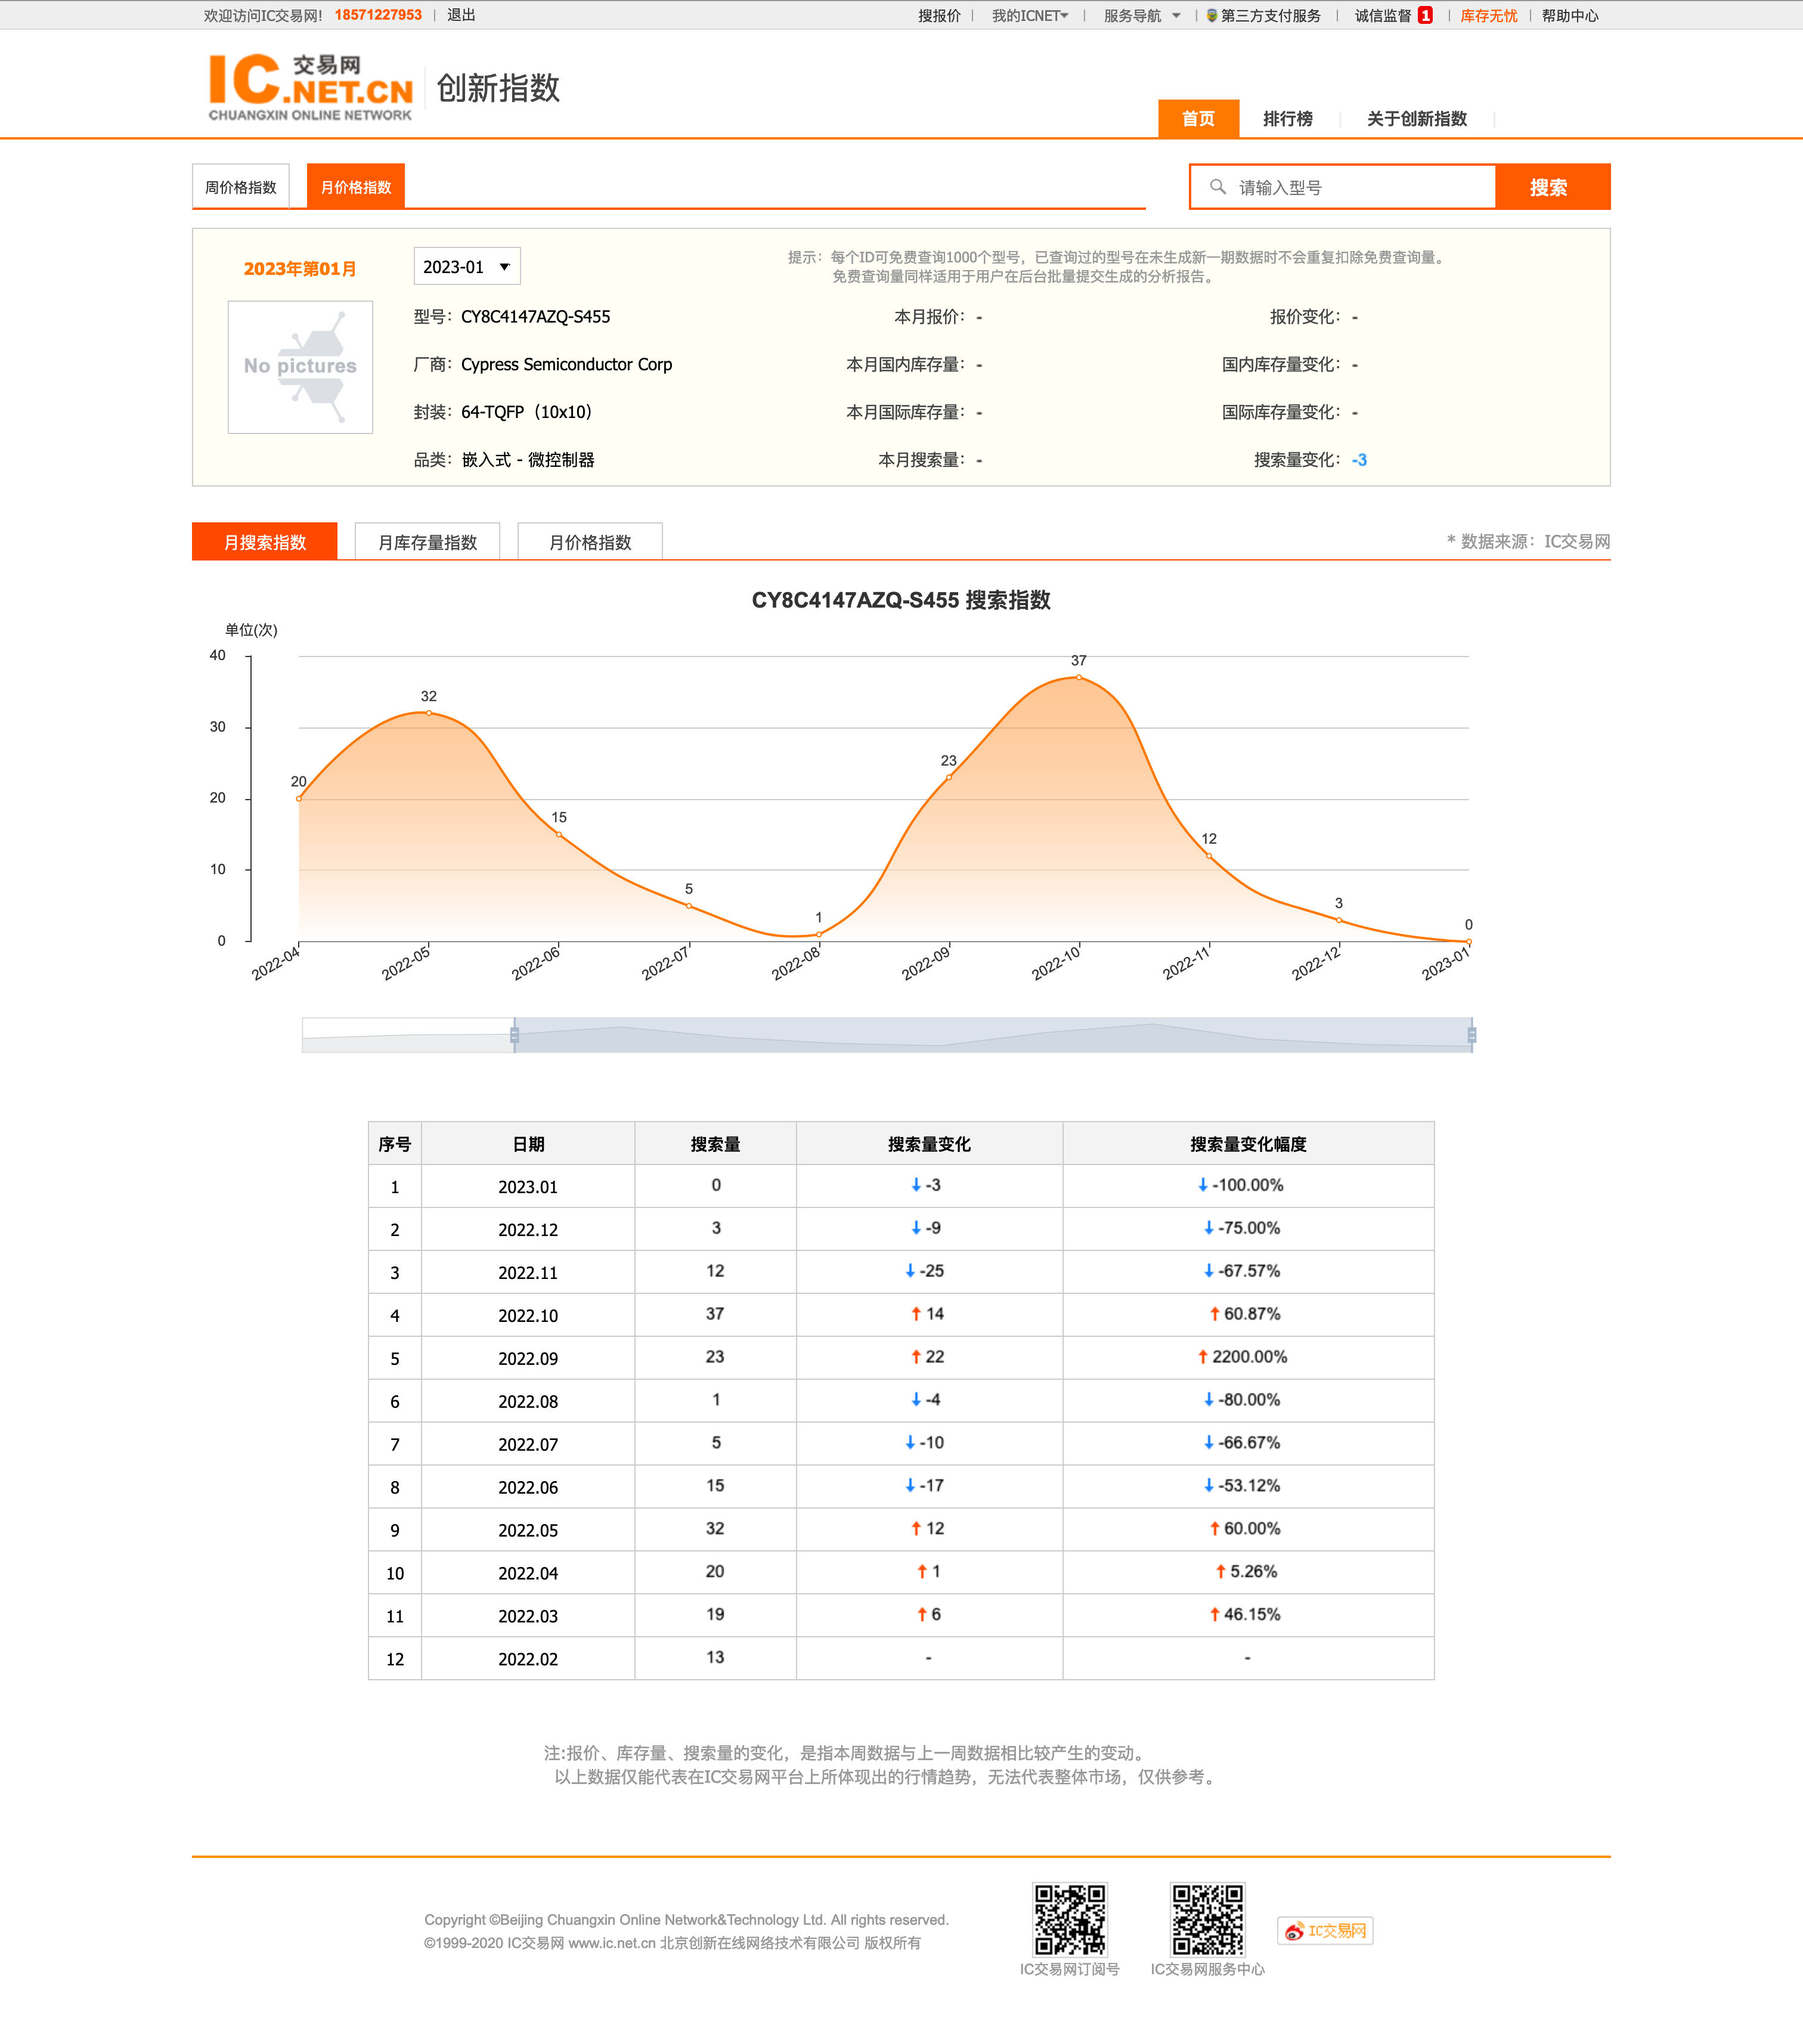 欢迎访问IC交易网! 18571227953 | 退出 搜报价 | 我的ICNET | 服务导航 | 第三方支付服务 | 诚信监督 1 | 库存无忧 | 帮助中心
IC 交易网 .NET.CN
CHUANGXIN ONLINE NETWORK
创新指数
首页 排行榜 关于创新指数
周价格指数 月价格指数 请输入型号 搜索
2023年第01月 2023-01
提示：每个ID可免费查询1000个型号，已查询过的型号在未生成新一期数据时不会重复扣除免费查询量。
免费查询量同样适用于用户在后台批量提交生成的分析报告。
No pictures
型号：CY8C4147AZQ-S455 本月报价：- 报价变化：-
厂商：Cypress Semiconductor Corp 本月国内库存量：- 国内库存量变化：-
封装：64-TQFP（10x10） 本月国际库存量：- 国际库存量变化：-
品类：嵌入式 - 微控制器 本月搜索量：- 搜索量变化：-3
月搜索指数 月库存量指数 月价格指数 * 数据来源：IC交易网
CY8C4147AZQ-S455 搜索指数
单位(次)
40
30
20
10
0
20 32 15 5 1 23 37 12 3 0
2022-04 2022-05 2022-06 2022-07 2022-08 2022-09 2022-10 2022-11 2022-12 2023-01
序号 日期 搜索量 搜索量变化 搜索量变化幅度
1 2023.01 0 ↓ -3 ↓ -100.00%
2 2022.12 3 ↓ -9 ↓ -75.00%
3 2022.11 12 ↓ -25 ↓ -67.57%
4 2022.10 37 ↑ 14 ↑ 60.87%
5 2022.09 23 ↑ 22 ↑ 2200.00%
6 2022.08 1 ↓ -4 ↓ -80.00%
7 2022.07 5 ↓ -10 ↓ -66.67%
8 2022.06 15 ↓ -17 ↓ -53.12%
9 2022.05 32 ↑ 12 ↑ 60.00%
10 2022.04 20 ↑ 1 ↑ 5.26%
11 2022.03 19 ↑ 6 ↑ 46.15%
12 2022.02 13 - -
注:报价、库存量、搜索量的变化，是指本周数据与上一周数据相比较产生的变动。
以上数据仅能代表在IC交易网平台上所体现出的行情趋势，无法代表整体市场，仅供参考。
Copyright ©Beijing Chuangxin Online Network&Technology Ltd. All rights reserved.
©1999-2020 IC交易网 www.ic.net.cn 北京创新在线网络技术有限公司 版权所有
IC交易网订阅号 IC交易网服务中心 IC交易网